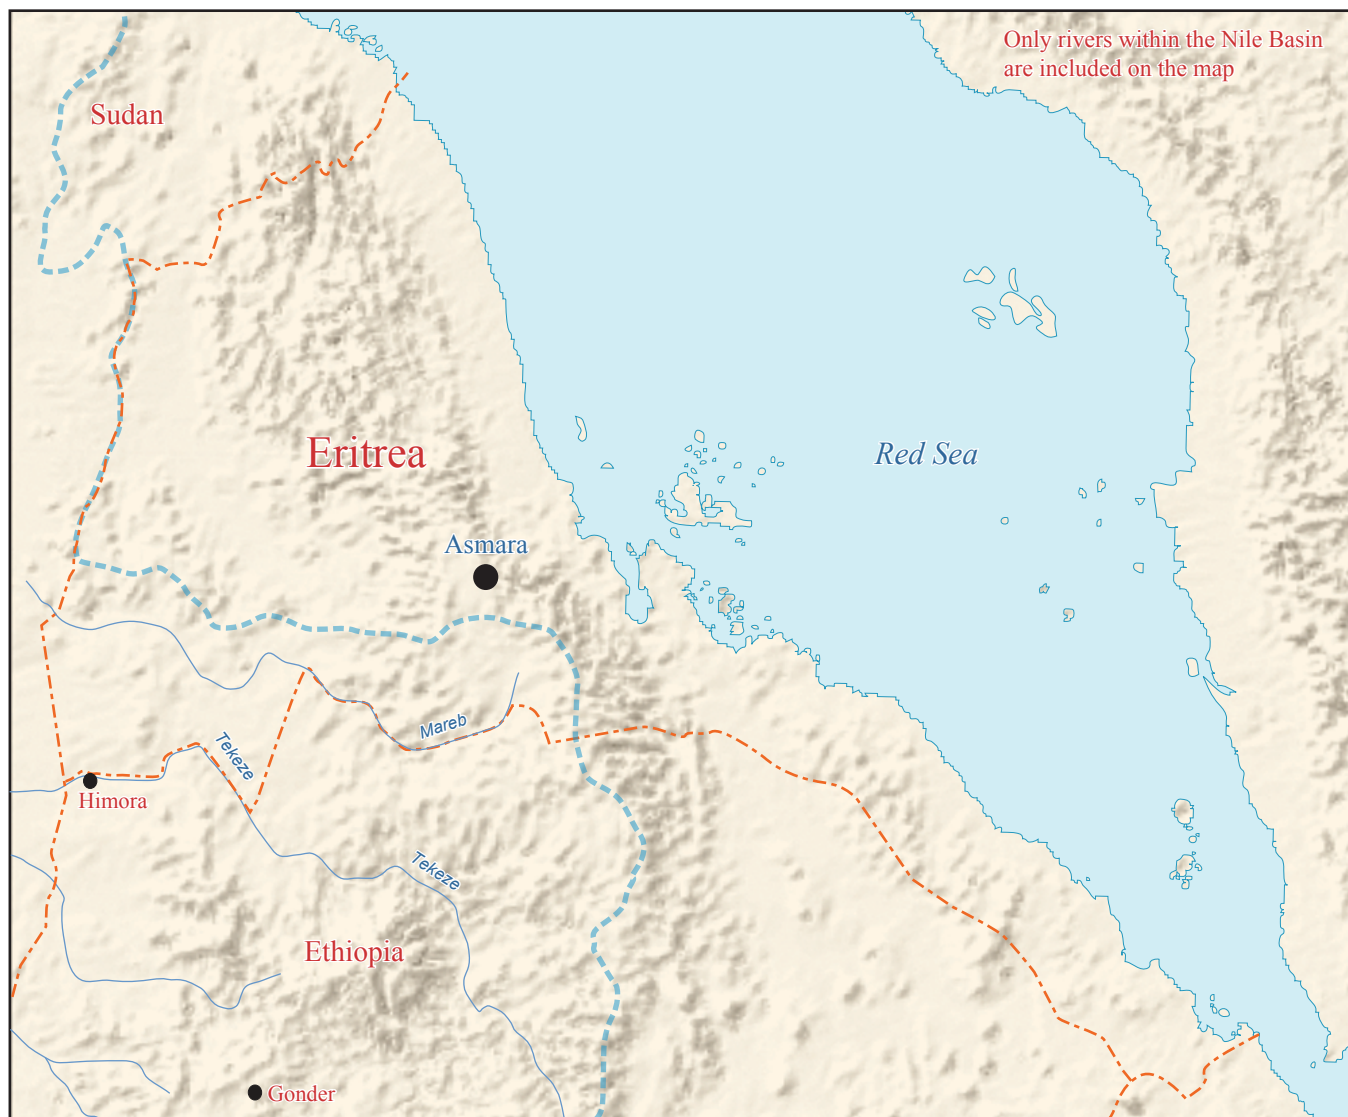 Only rivers within the Nile Basin
are included on the map
Sudan
Eritrea
Red Sea
Asmara
Mareb
Tekeze
Himora
Tekeze
Ethiopia
Gonder